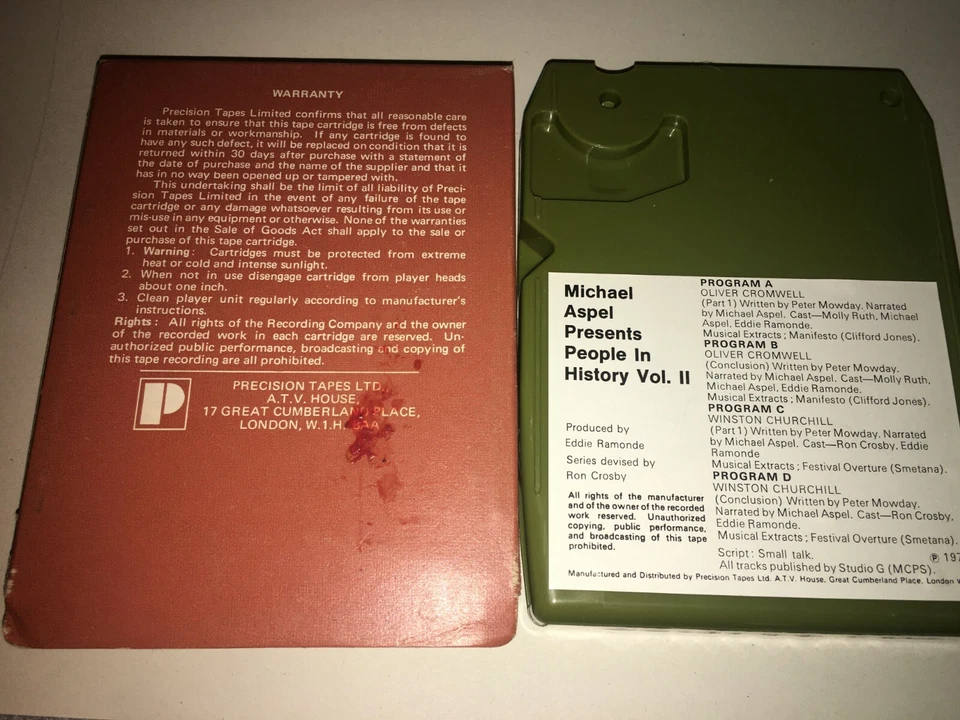 WARRANTY
Precision Tapes Limited confirms that all reasonable care
is taken to ensure that this tape cartridge is free from defects
in materials or workmanship. If any cartridge is found to
have any such defect, it will be replaced on condition that it is
returned within 30 days after purchase with a statement of
the date of purchase and the name of the supplier and that it
has in no way been opened up or tampered with.
This undertaking shall be the limit of all liability of Preci-
sion Tapes Limited in the event of any failure of the tape
cartridge or any damage whatsoever resulting from its use or
mis-use in any equipment or otherwise. None of the warranties
set out in the Sale of Goods Act shall apply to the sale or
purchase of this tape cartridge.
1. Warning: Cartridges must be protected from extreme
heat or cold and intense sunlight.
2. When not in use disengage cartridge from player heads
about one inch.
3. Clean player unit regularly according to manufacturer's
instructions.
Rights: All rights of the Recording Company and the owner
of the recorded work in each cartridge are reserved. Un-
authorized public performance, broadcasting and copying of
this tape recording are all prohibited.
P
PRECISION TAPES LTD.
A.T.V. HOUSE,
17 GREAT CUMBERLAND PLACE,
LONDON, W.1.H.
Michael
Aspel
Presents
People In
History Vol. II
Produced by
Eddie Ramonde
Series devised by
Ron Crosby
All rights of the manufacturer
and of the owner of the recorded
work reserved. Unauthorized
copying, public performance,
and broadcasting of this tape
prohibited.
PROGRAM A
OLIVER CROMWELL
(Part 1) Written by Peter Mowday. Narrated
by Michael Aspel. Cast—Molly Ruth, Michael
Aspel, Eddie Ramonde.
Musical Extracts; Manifesto (Clifford Jones).
PROGRAM B
OLIVER CROMWELL
(Conclusion) Written by Peter Mowday.
Narrated by Michael Aspel. Cast—Molly Ruth,
Michael Aspel, Eddie Ramonde.
Musical Extracts; Manifesto (Clifford Jones).
PROGRAM C
WINSTON CHURCHILL
(Part 1) Written by Peter Mowday. Narrated
by Michael Aspel. Cast—Ron Crosby, Eddie
Ramonde
Musical Extracts; Festival Overture (Smetana).
PROGRAM D
WINSTON CHURCHILL
(Conclusion) Written by Peter Mowday.
Narrated by Michael Aspel. Cast—Ron Crosby,
Eddie Ramonde.
Musical Extracts; Festival Overture (Smetana).
Script: Small talk.
℗ 197
All tracks published by Studio G (MCPS).
Manufactured and Distributed by Precision Tapes Ltd. A.T.V. House, Great Cumberland Place, London W